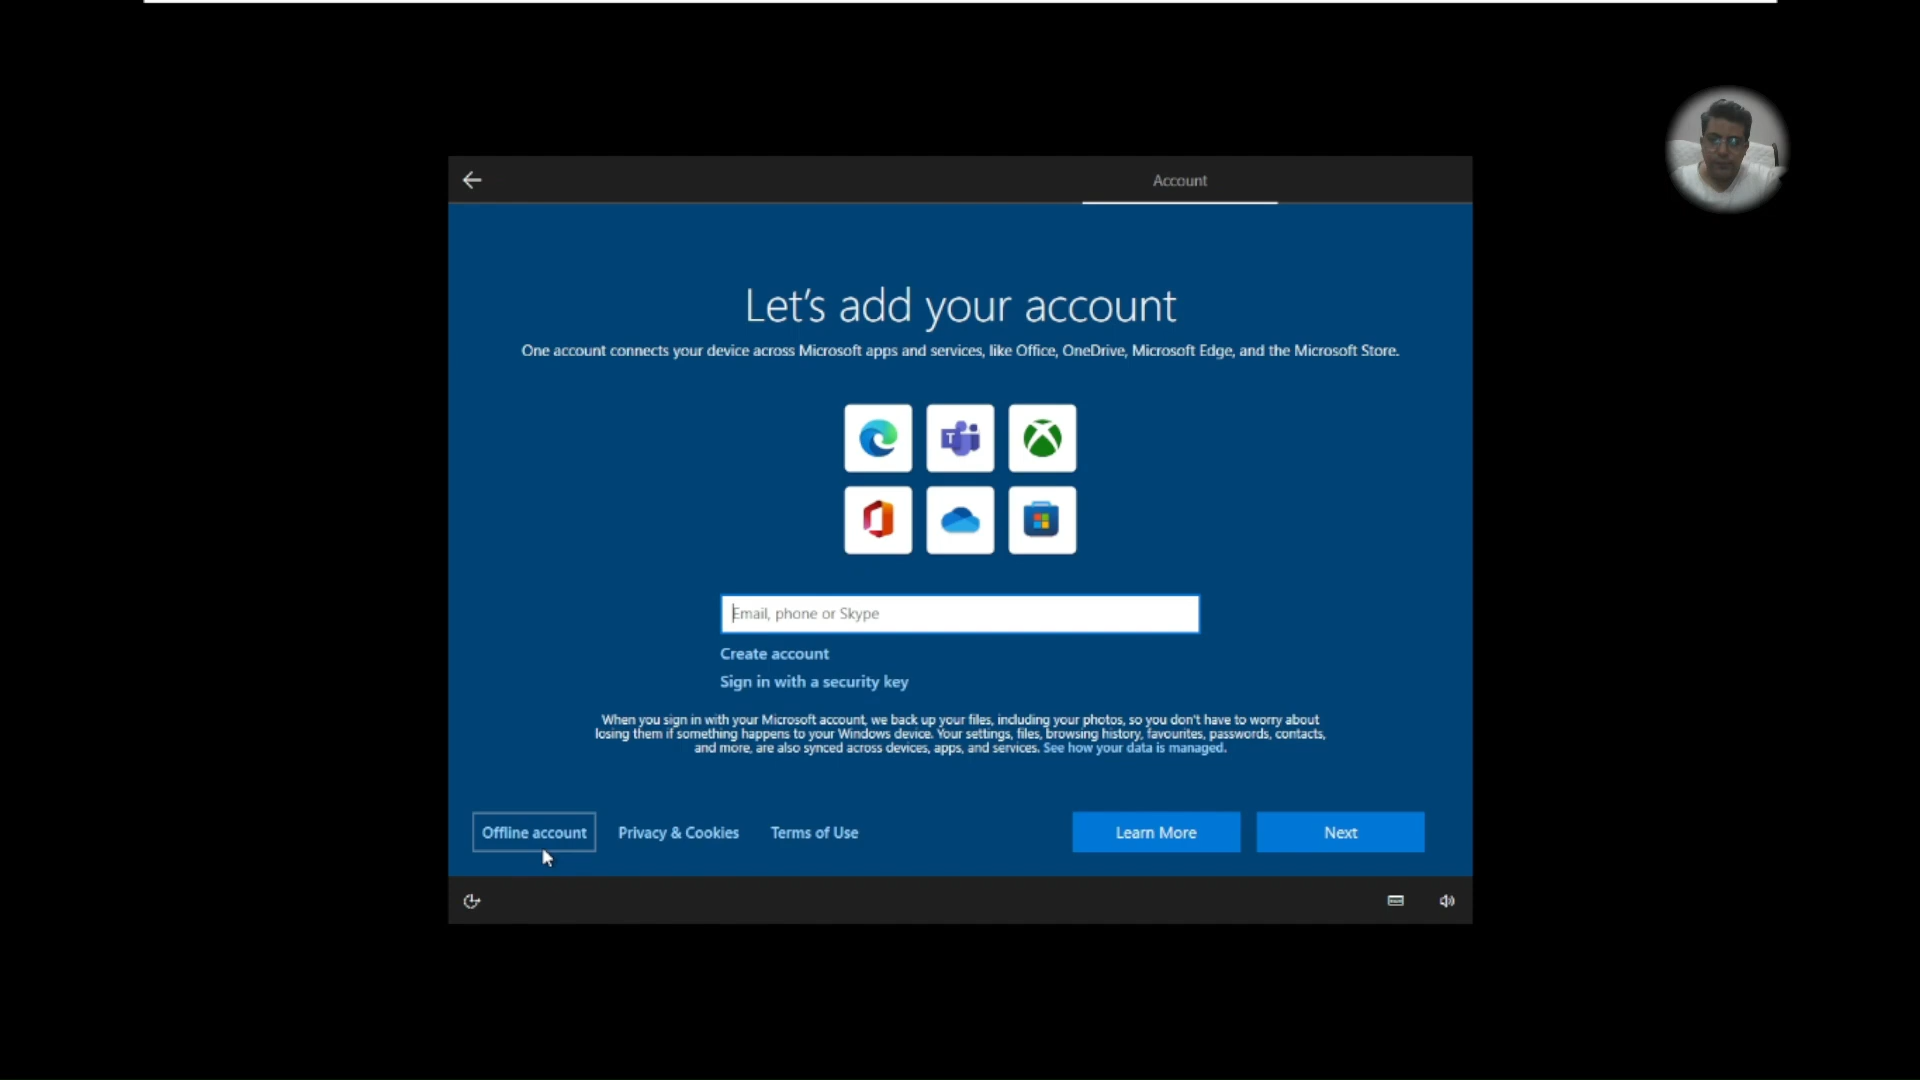 Account
Let's add your account
One account connects your device across Microsoft apps and services, like Office, OneDrive, Microsoft Edge, and the Microsoft Store.
T
Email, phone or Skype
Create account
Sign in with a security key
When you sign in with your Microsoft account, we back up your files, including your photos, so you don't have to worry about
losing them if something happens to your Windows device. Your settings, files, browsing history, favourites, passwords, contacts,
and more, are also synced across devices, apps, and services. See how your data is managed.
Offline account Privacy & Cookies Terms of Use Learn More Next